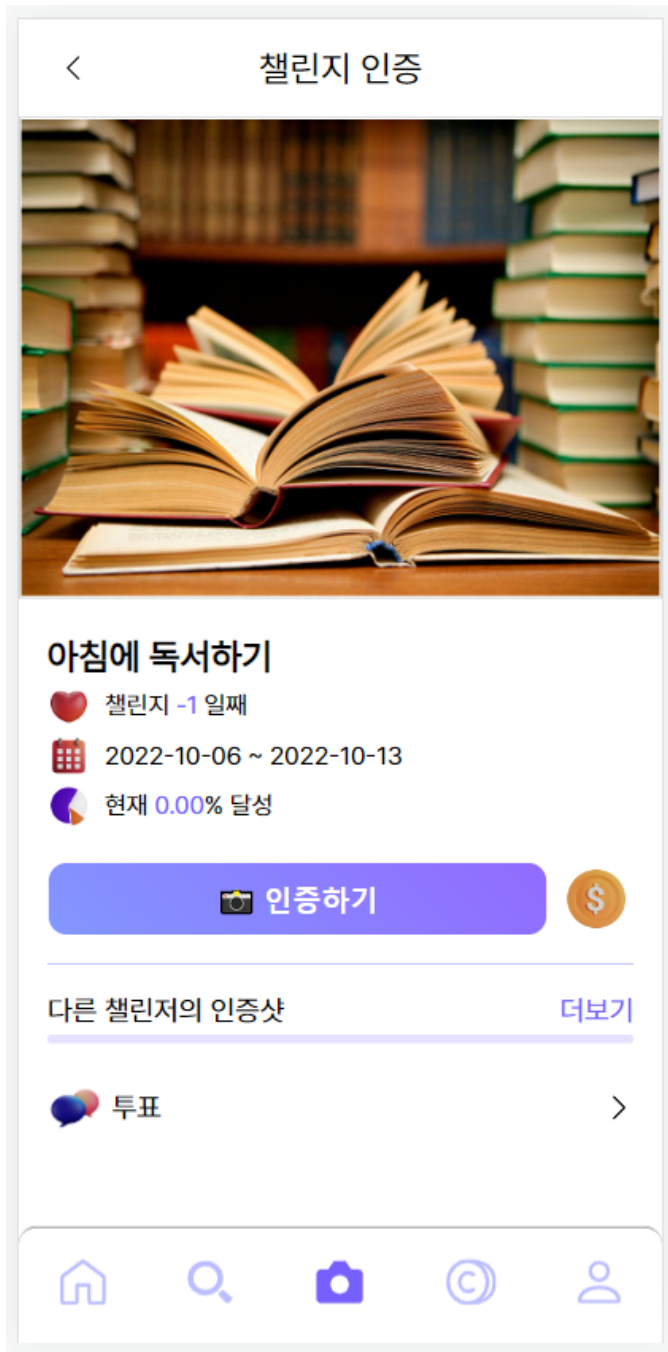 챌린지 인증
아침에 독서하기
챌린지 -1 일째
2022-10-06 ~ 2022-10-13
현재 0.00% 달성
인증하기
다른 챌린저의 인증샷 더보기
투표